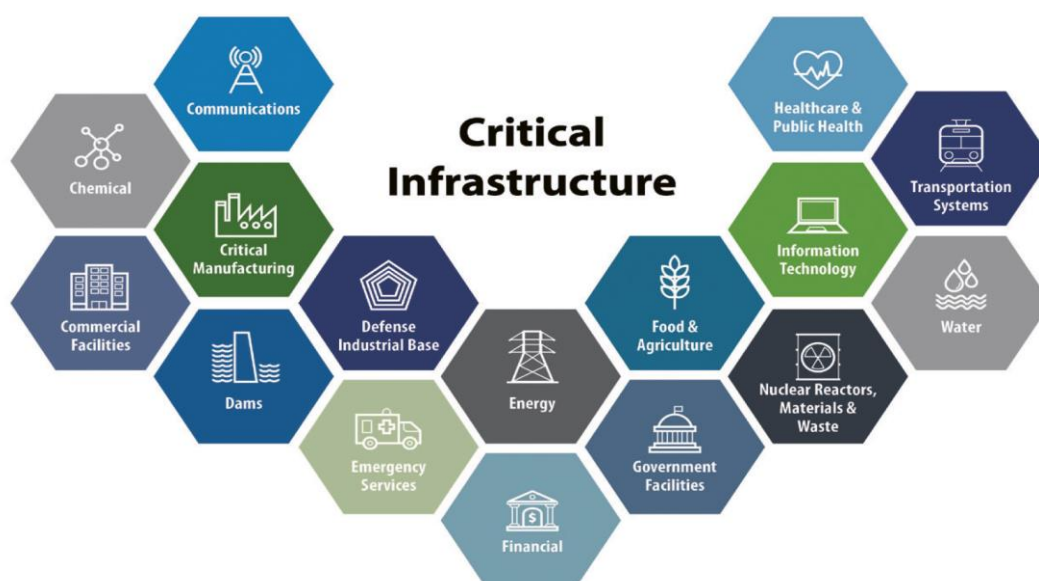 Critical
Infrastructure
Communications
Chemical
Critical
Manufacturing
Commercial
Facilities
Dams
Defense
Industrial Base
Emergency
Services
Energy
$
Financial
Food &
Agriculture
Government
Facilities
Healthcare &
Public Health
Information
Technology
Nuclear Reactors,
Materials &
Waste
Transportation
Systems
Water